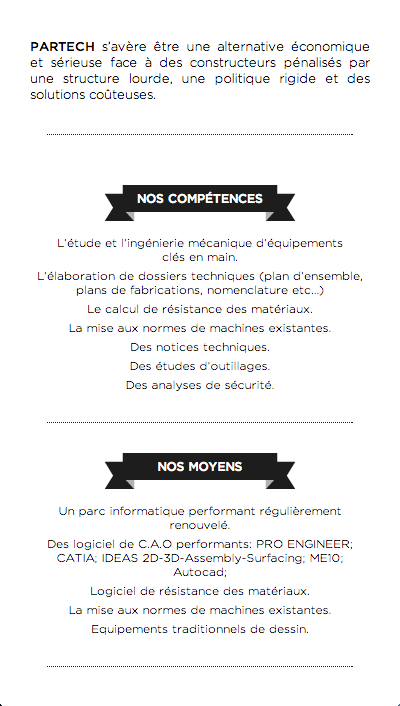 PARTECH s'avère être une alternative économique
et sérieuse face à des constructeurs pénalisés par
une structure lourde, une politique rigide et des
solutions coûteuses.
NOS COMPÉTENCES
L'étude et l'ingénierie mécanique d'équipements
clés en main.
L'élaboration de dossiers techniques (plan d'ensemble,
plans de fabrications, nomenclature etc...)
Le calcul de résistance des matériaux.
La mise aux normes de machines existantes.
Des notices techniques.
Des études d'outillages.
Des analyses de sécurité.
NOS MOYENS
Un parc informatique performant régulièrement
renouvelé.
Des logiciel de C.A.O performants: PRO ENGINEER;
CATIA; IDEAS 2D-3D-Assembly-Surfacing; ME10;
Autocad;
Logiciel de résistance des matériaux.
La mise aux normes de machines existantes.
Equipements traditionnels de dessin.